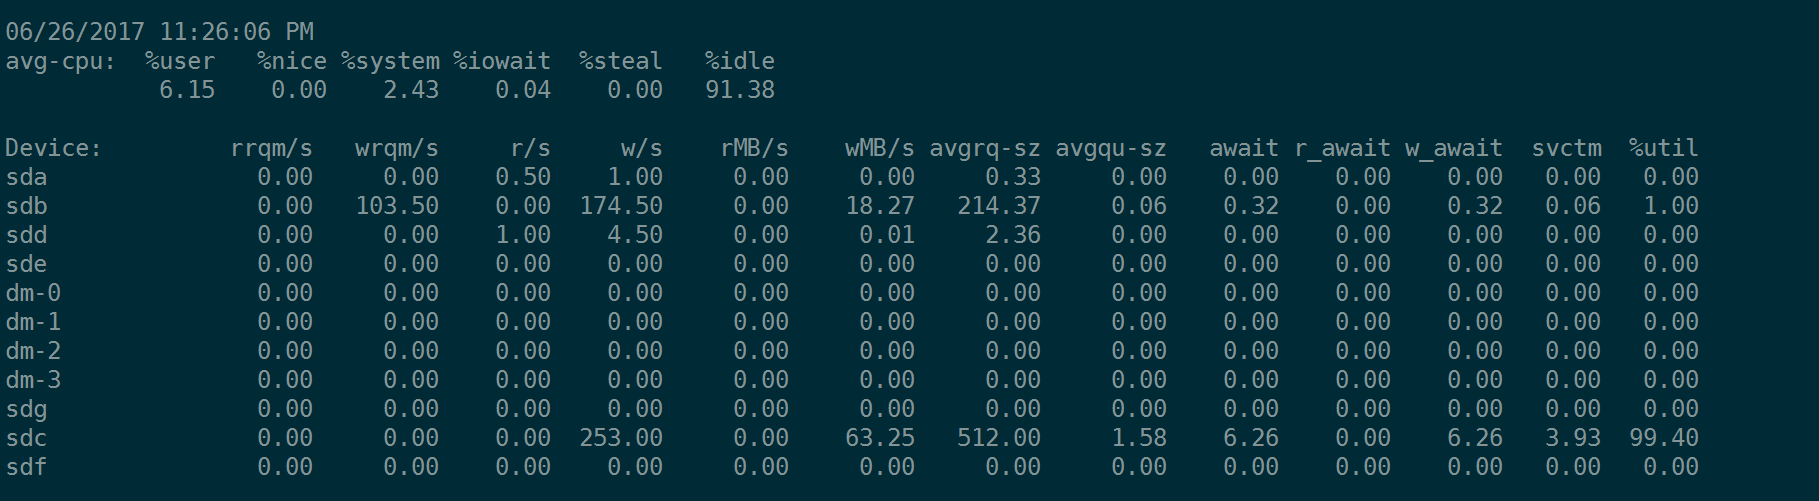 06/26/2017 11:26:06 PM
avg-cpu:  %user   %nice %system %iowait  %steal   %idle
           6.15    0.00    2.43    0.04    0.00   91.38
Device:         rrqm/s   wrqm/s     r/s     w/s    rMB/s    wMB/s avgrq-sz avgqu-sz   await r_await w_await  svctm  %util
sda               0.00     0.00    0.50    1.00     0.00     0.00     0.33     0.00    0.00    0.00    0.00   0.00   0.00
sdb               0.00   103.50    0.00  174.50     0.00    18.27   214.37     0.06    0.32    0.00    0.32   0.06   1.00
sdd               0.00     0.00    1.00    4.50     0.00     0.01     2.36     0.00    0.00    0.00    0.00   0.00   0.00
sde               0.00     0.00    0.00    0.00     0.00     0.00     0.00     0.00    0.00    0.00    0.00   0.00   0.00
dm-0              0.00     0.00    0.00    0.00     0.00     0.00     0.00     0.00    0.00    0.00    0.00   0.00   0.00
dm-1              0.00     0.00    0.00    0.00     0.00     0.00     0.00     0.00    0.00    0.00    0.00   0.00   0.00
dm-2              0.00     0.00    0.00    0.00     0.00     0.00     0.00     0.00    0.00    0.00    0.00   0.00   0.00
dm-3              0.00     0.00    0.00    0.00     0.00     0.00     0.00     0.00    0.00    0.00    0.00   0.00   0.00
sdg               0.00     0.00    0.00    0.00     0.00     0.00     0.00     0.00    0.00    0.00    0.00   0.00   0.00
sdc               0.00     0.00    0.00  253.00     0.00    63.25   512.00     1.58    6.26    0.00    6.26   3.93  99.40
sdf               0.00     0.00    0.00    0.00     0.00     0.00     0.00     0.00    0.00    0.00    0.00   0.00   0.00